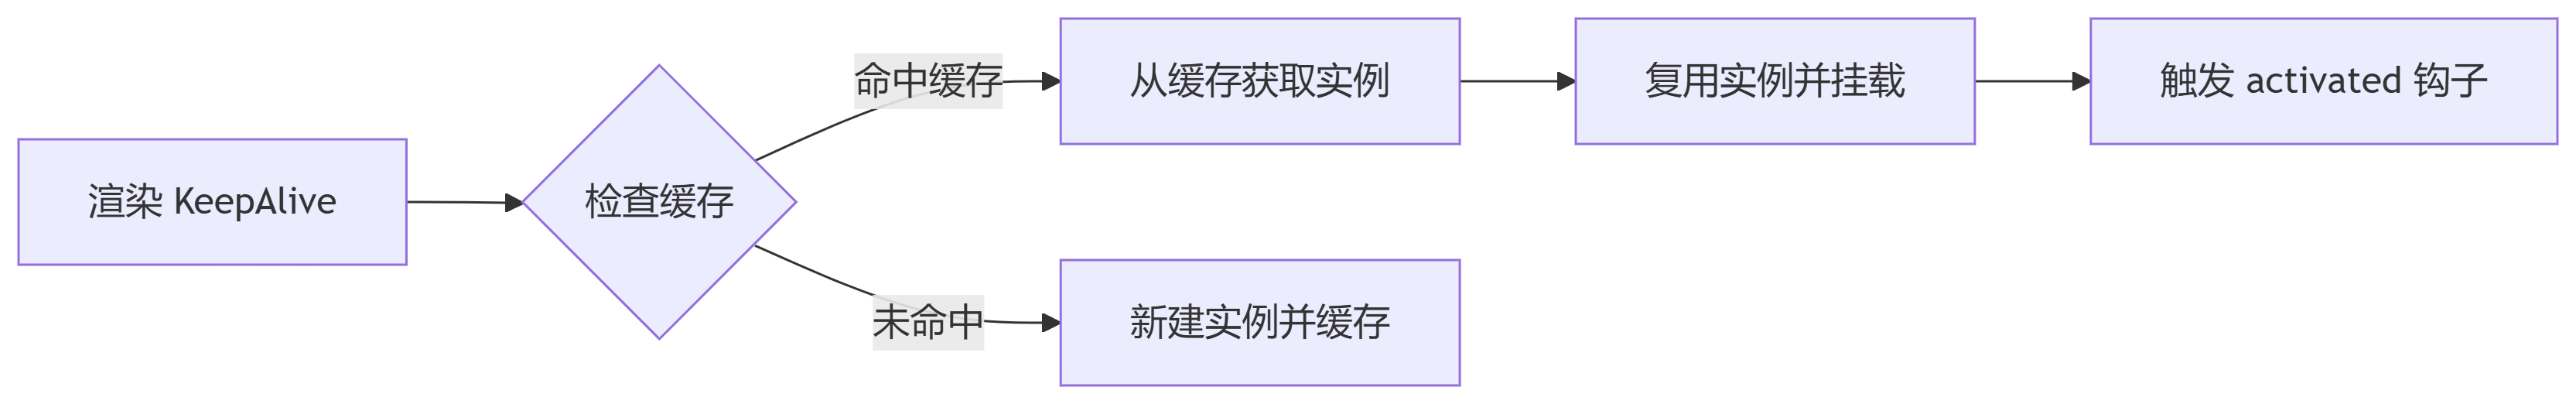 渲染 KeepAlive
检查缓存
命中缓存
从缓存获取实例
复用实例并挂载
触发 activated 钩子
未命中
新建实例并缓存